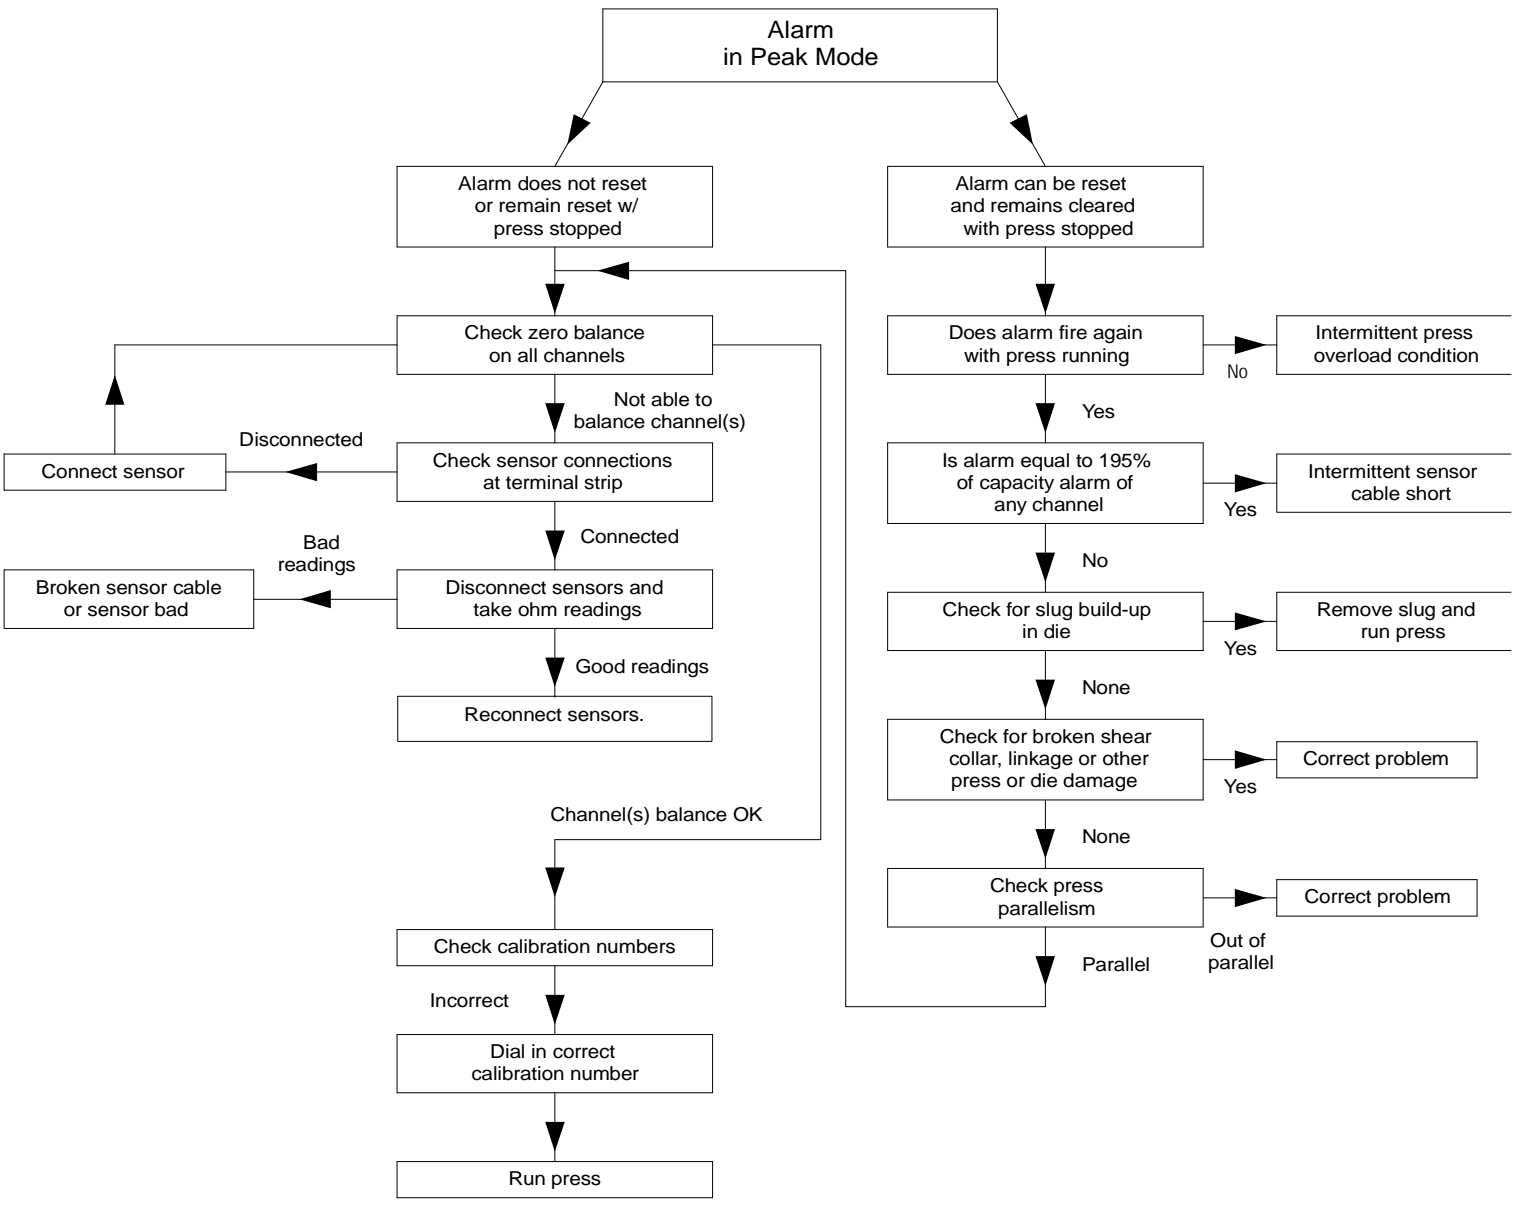 Alarm
in Peak Mode
Alarm does not reset
or remain reset w/
press stopped
Alarm can be reset
and remains cleared
with press stopped
Check zero balance
on all channels
Does alarm fire again
with press running
Intermittent press
overload condition
No
Not able to
balance channel(s)
Yes
Disconnected
Connect sensor
Check sensor connections
at terminal strip
Is alarm equal to 195%
of capacity alarm of
any channel
Intermittent sensor
cable short
Yes
Connected
No
Bad
readings
Broken sensor cable
or sensor bad
Disconnect sensors and
take ohm readings
Check for slug build-up
in die
Remove slug and
run press
Yes
Good readings
None
Reconnect sensors.
Check for broken shear
collar, linkage or other
press or die damage
Correct problem
Yes
Channel(s) balance OK
None
Check press
parallelism
Correct problem
Out of
parallel
Parallel
Check calibration numbers
Incorrect
Dial in correct
calibration number
Run press